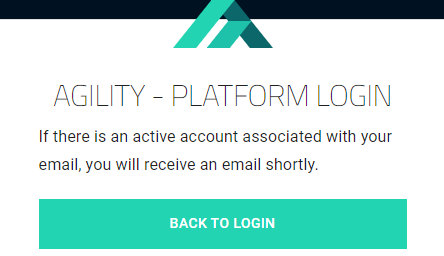 AGILITY - PLATFORM LOGIN
If there is an active account associated with your
email, you will receive an email shortly.
BACK TO LOGIN